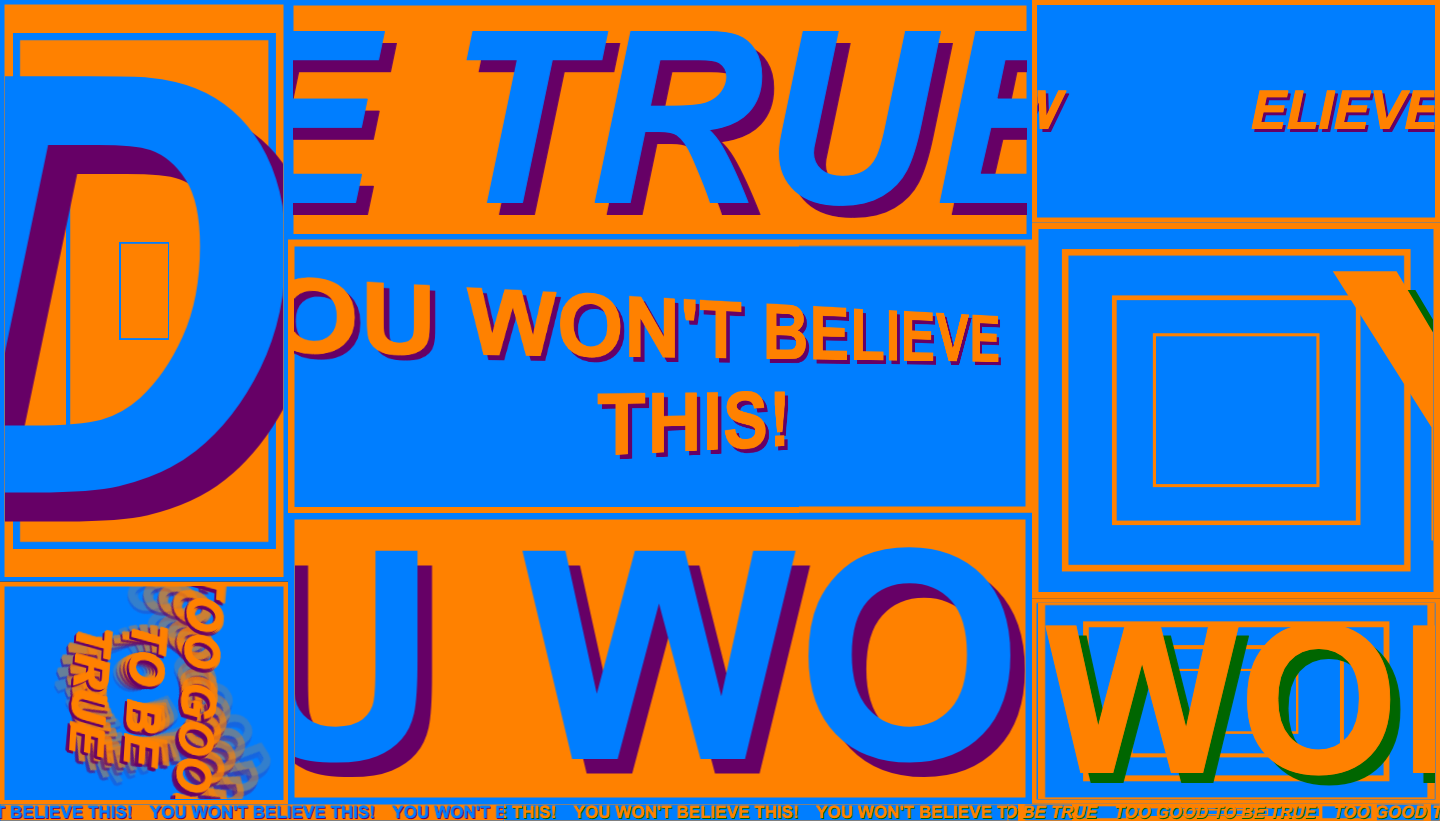 D
E TRUE
W ELIEVE
OU WON'T BELIEVE
THIS!
Y
TOO GOOD
TO BE
TRUE
U WO
WO
T BELIEVE THIS! YOU WON'T BELIEVE THIS! YOU WON'T E THIS! YOU WON'T BELIEVE THIS! YOU WON'T BELIEVE TO BE TRUE TOO GOOD TO BE TRUE! TOO GOOD T